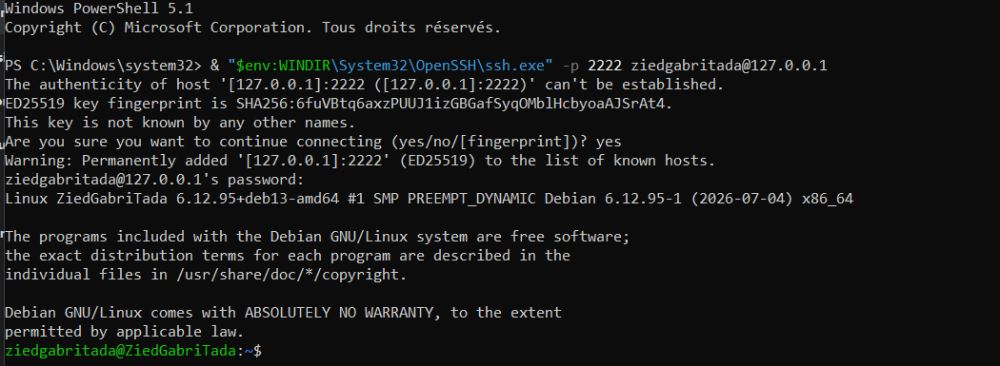 Windows PowerShell 5.1
Copyright (C) Microsoft Corporation. Tous droits réservés.
PS C:\Windows\system32> & "$env:WINDIR\System32\OpenSSH\ssh.exe" -p 2222 ziedgabritada@127.0.0.1
The authenticity of host '[127.0.0.1]:2222 ([127.0.0.1]:2222)' can't be established.
ED25519 key fingerprint is SHA256:6fuVBtq6axzPUUJ1izGBGafSyqOMblHcbyoaAJSrAt4.
This key is not known by any other names.
Are you sure you want to continue connecting (yes/no/[fingerprint])? yes
Warning: Permanently added '[127.0.0.1]:2222' (ED25519) to the list of known hosts.
ziedgabritada@127.0.0.1's password:
Linux ZiedGabriTada 6.12.95+deb13-amd64 #1 SMP PREEMPT_DYNAMIC Debian 6.12.95-1 (2026-07-04) x86_64
The programs included with the Debian GNU/Linux system are free software;
the exact distribution terms for each program are described in the
individual files in /usr/share/doc/*/copyright.
Debian GNU/Linux comes with ABSOLUTELY NO WARRANTY, to the extent
permitted by applicable law.
ziedgabritada@ZiedGabriTada:~$